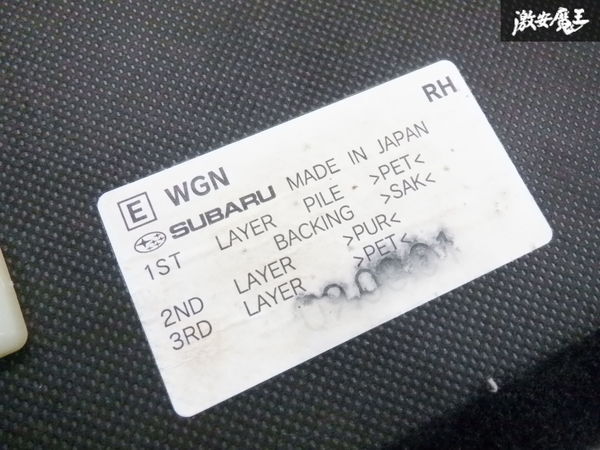 激安魔王
RH
E WGN
SUBARU MADE IN JAPAN
1ST LAYER PILE >PET<
BACKING >SAK<
2ND LAYER >PUR<
3RD LAYER >PET<